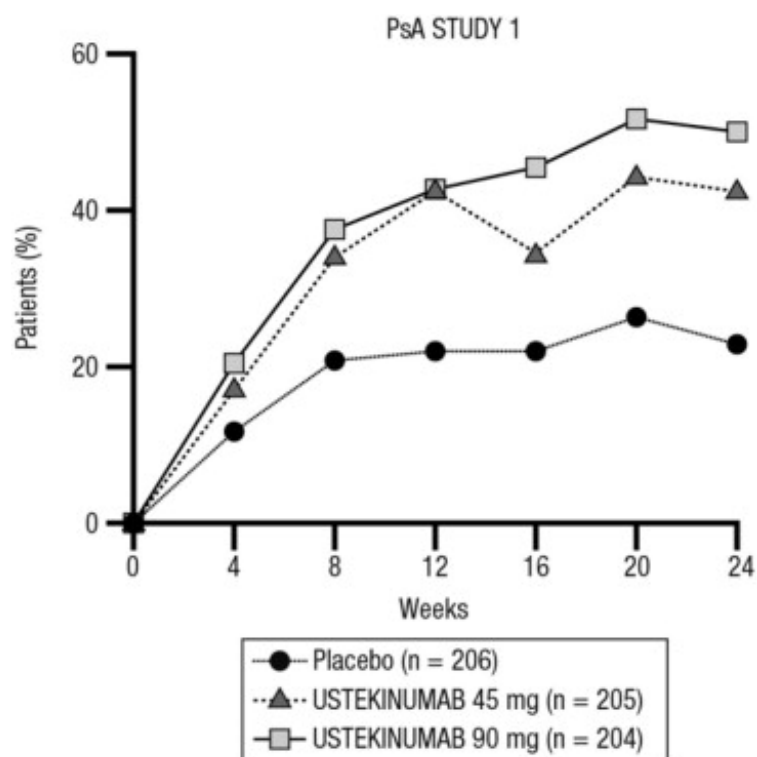 PsA STUDY 1
60
40
20
0
Patients (%)
0 4 8 12 16 20 24
Weeks
Placebo (n = 206)
USTEKINUMAB 45 mg (n = 205)
USTEKINUMAB 90 mg (n = 204)